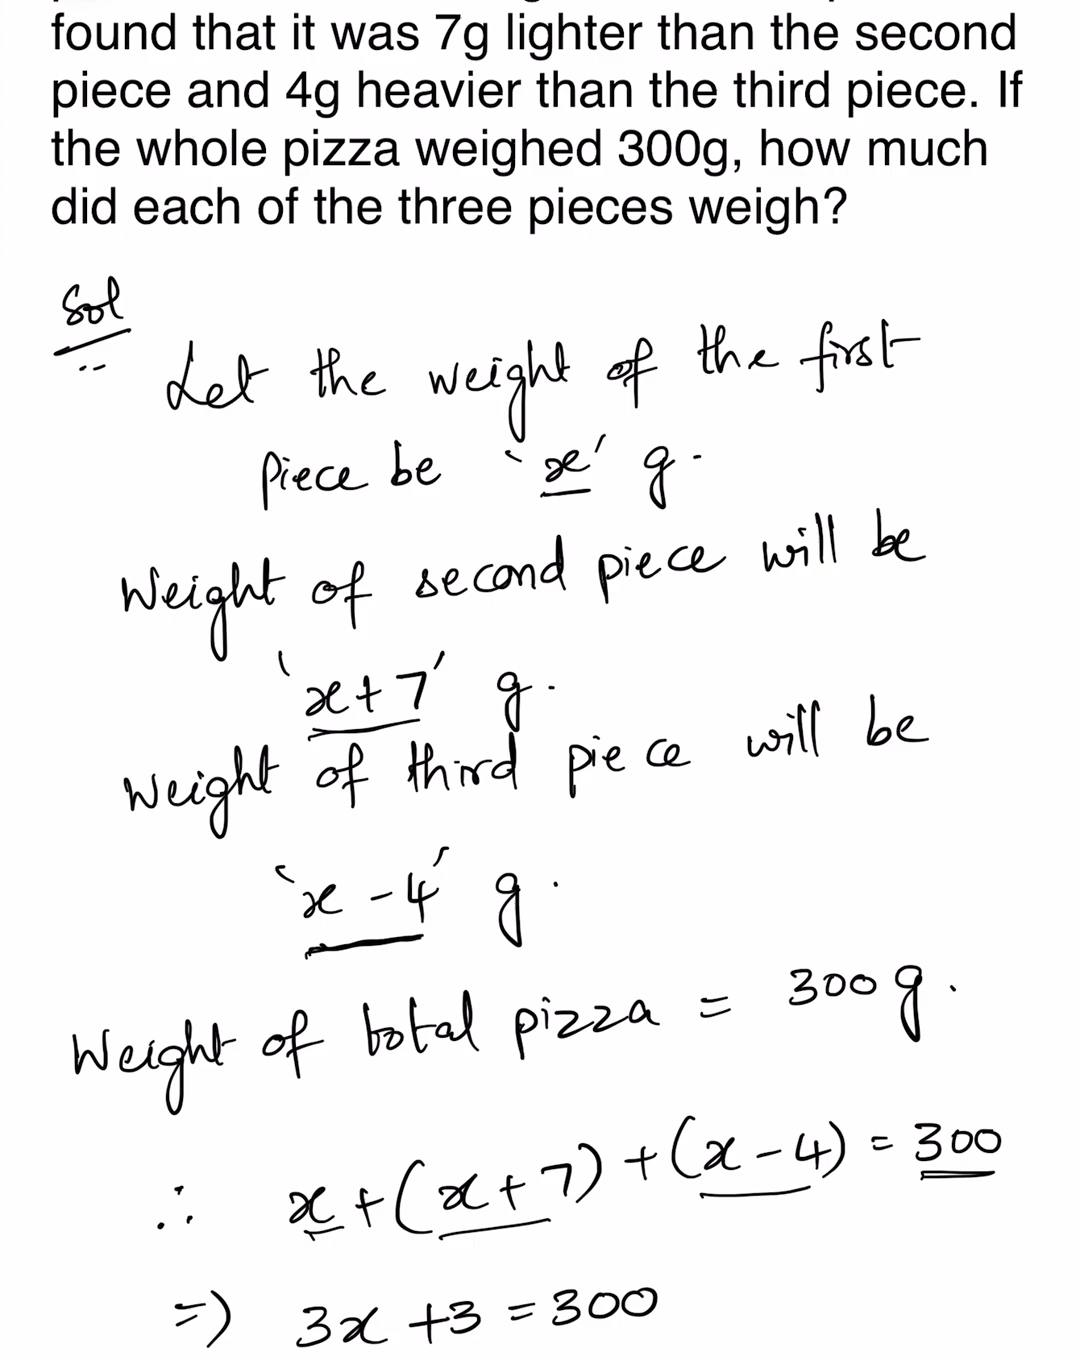 found that it was 7g lighter than the second
piece and 4g heavier than the third piece. If
the whole pizza weighed 300g, how much
did each of the three pieces weigh?
Sol
Let the weight of the first
piece be 'x' g.
Weight of second piece will be
'x+7' g.
Weight of third piece will be
'x-4' g.
Weight of total pizza = 300g.
∴ x+(x+7)+(x-4) = 300
=) 3x+3 = 300